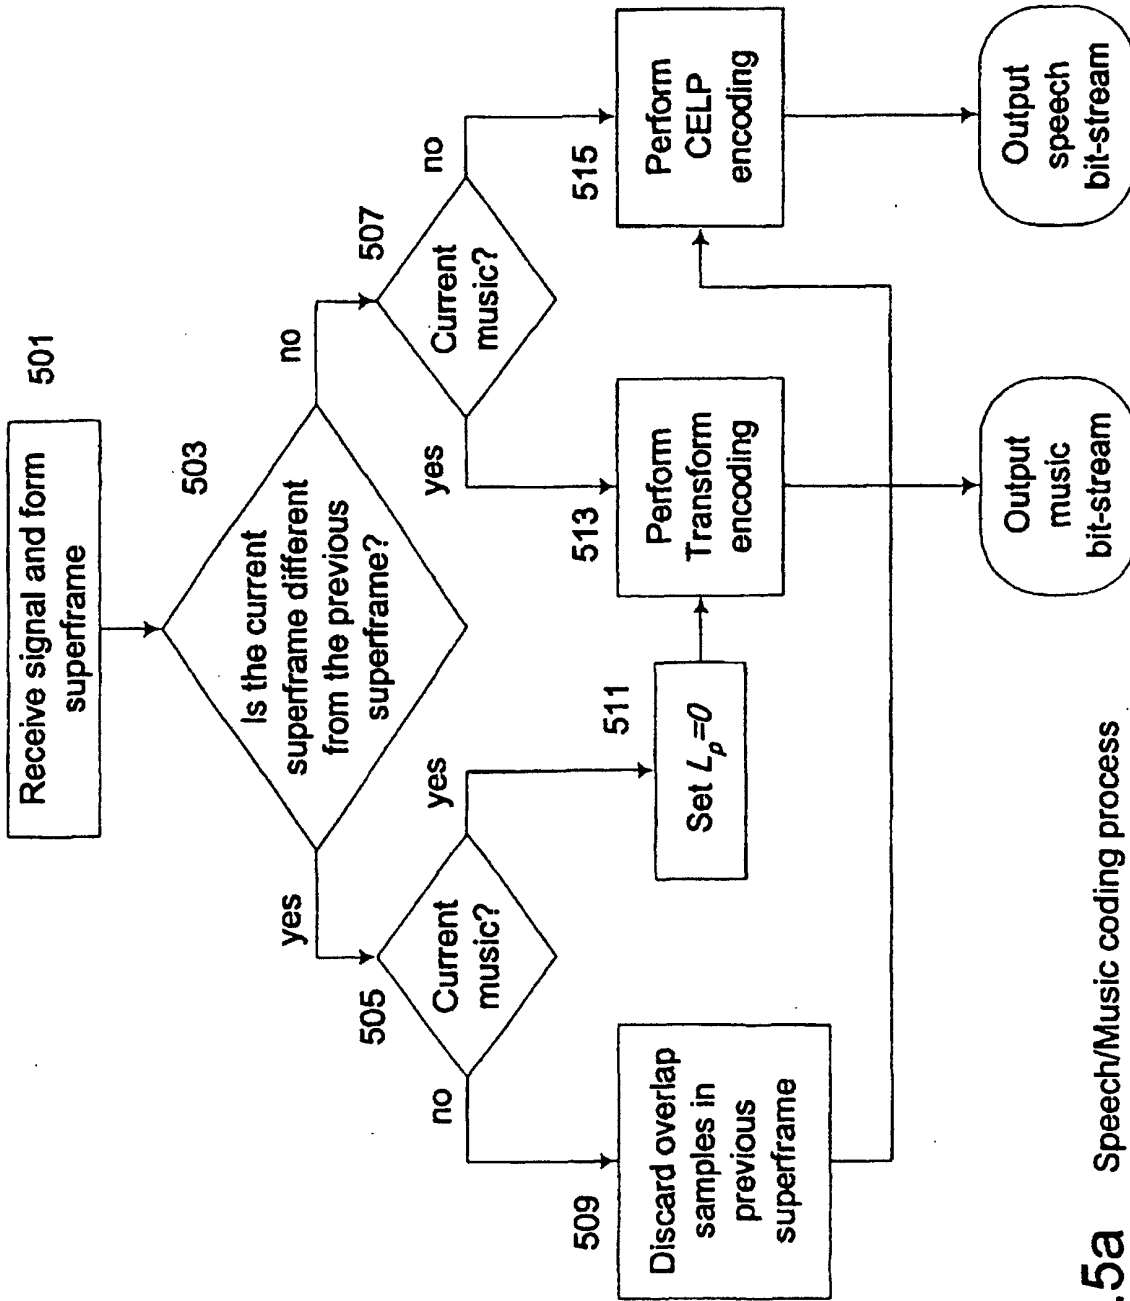 Receive signal and form
superframe
501
503
Is the current
superframe different
from the previous
superframe?
yes
no
505
Current
music?
507
Current
music?
no
yes
yes
no
509
Discard overlap
samples in
previous
superframe
511
Set Lₚ=0
513
Perform
Transform
encoding
515
Perform
CELP
encoding
Output
music
bit-stream
Output
speech
bit-stream
.5a Speech/Music coding process